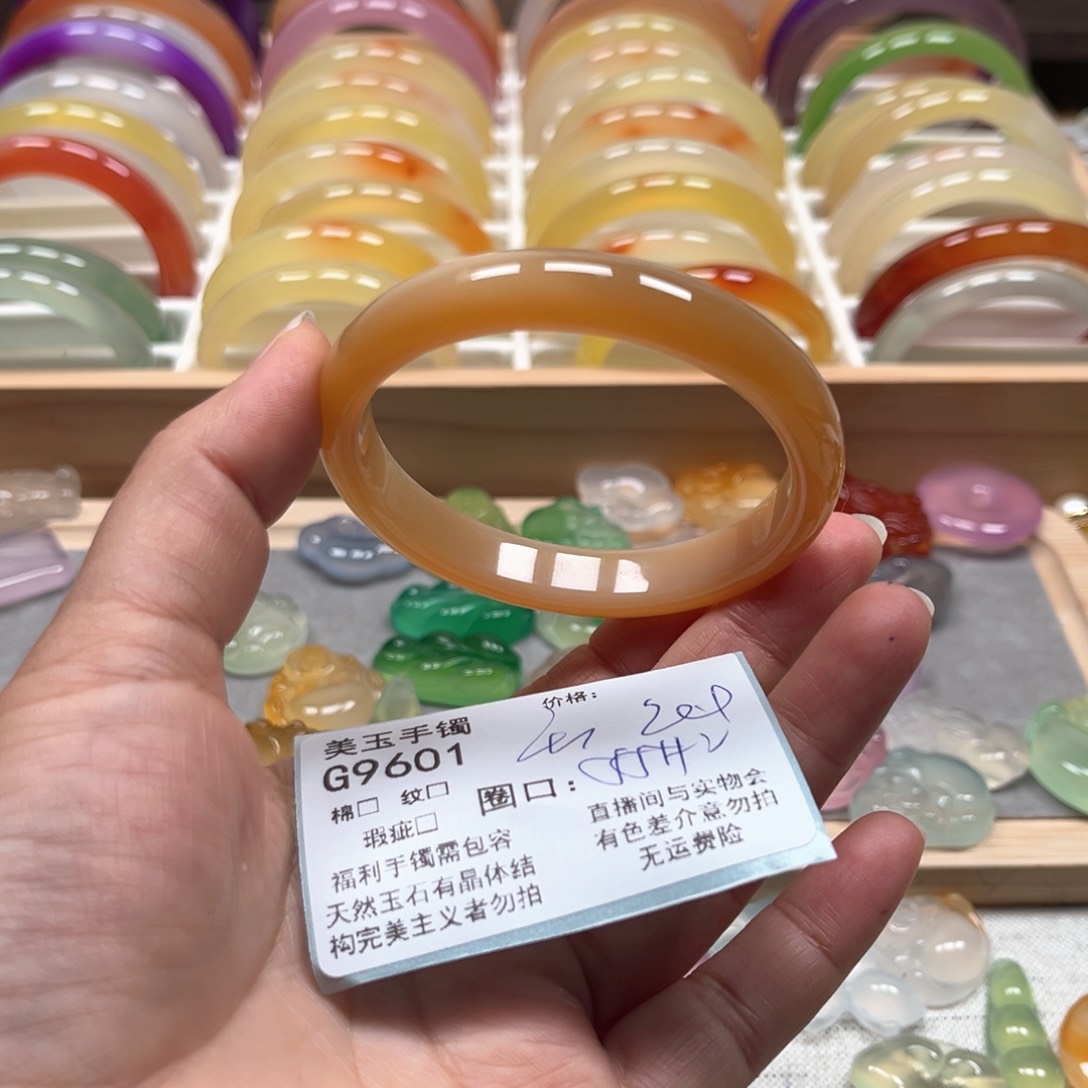 美玉手镯
价格:
G9601
棉□ 纹□
圈口:
瑕疵□
福利手镯需包容
天然玉石有晶体结
构完美主义者勿拍
直播间与实物会
有色差介意勿拍
无运费险